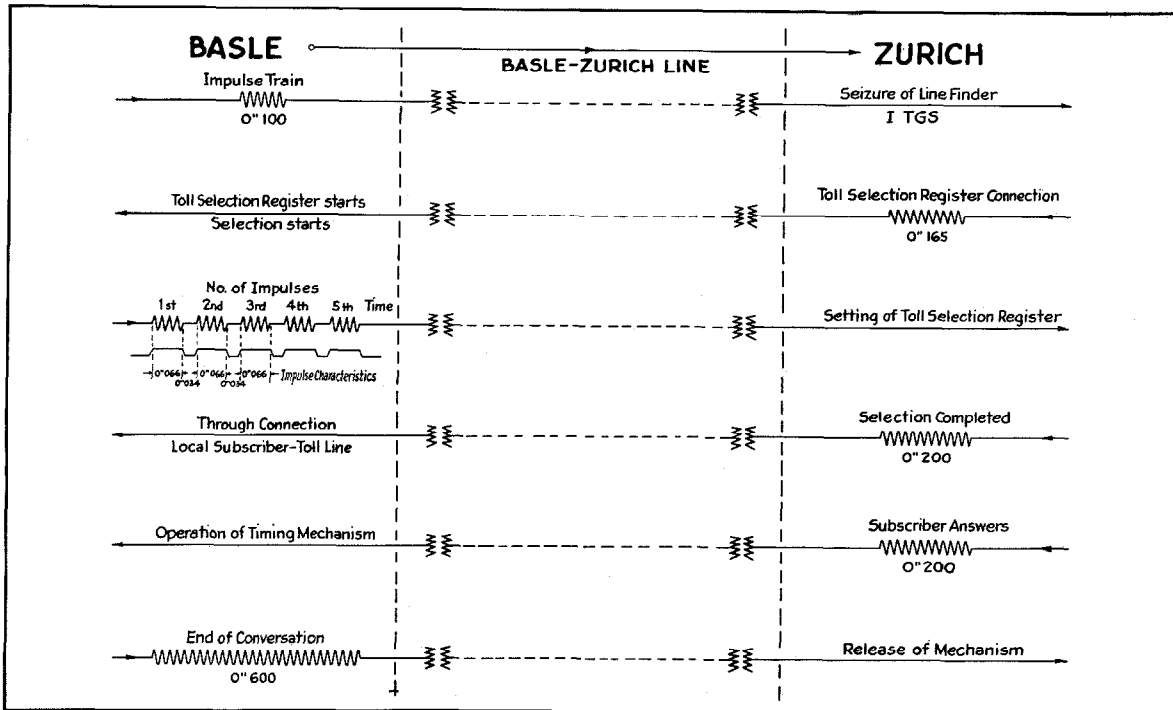 BASLE
BASLE-ZURICH LINE
ZURICH
Impulse Train
0"100
Seizure of Line Finder
I TGS
Toll Selection Register starts
Selection starts
Toll Selection Register Connection
0"165
No. of Impulses
1st 2nd 3rd 4th 5th Time
Setting of Toll Selection Register
0"066 0"034 0"066 0"034 0"066 Impulse Characteristics
Through Connection
Local Subscriber-Toll Line
Selection Completed
0"200
Operation of Timing Mechanism
Subscriber Answers
0"200
End of Conversation
0"600
Release of Mechanism